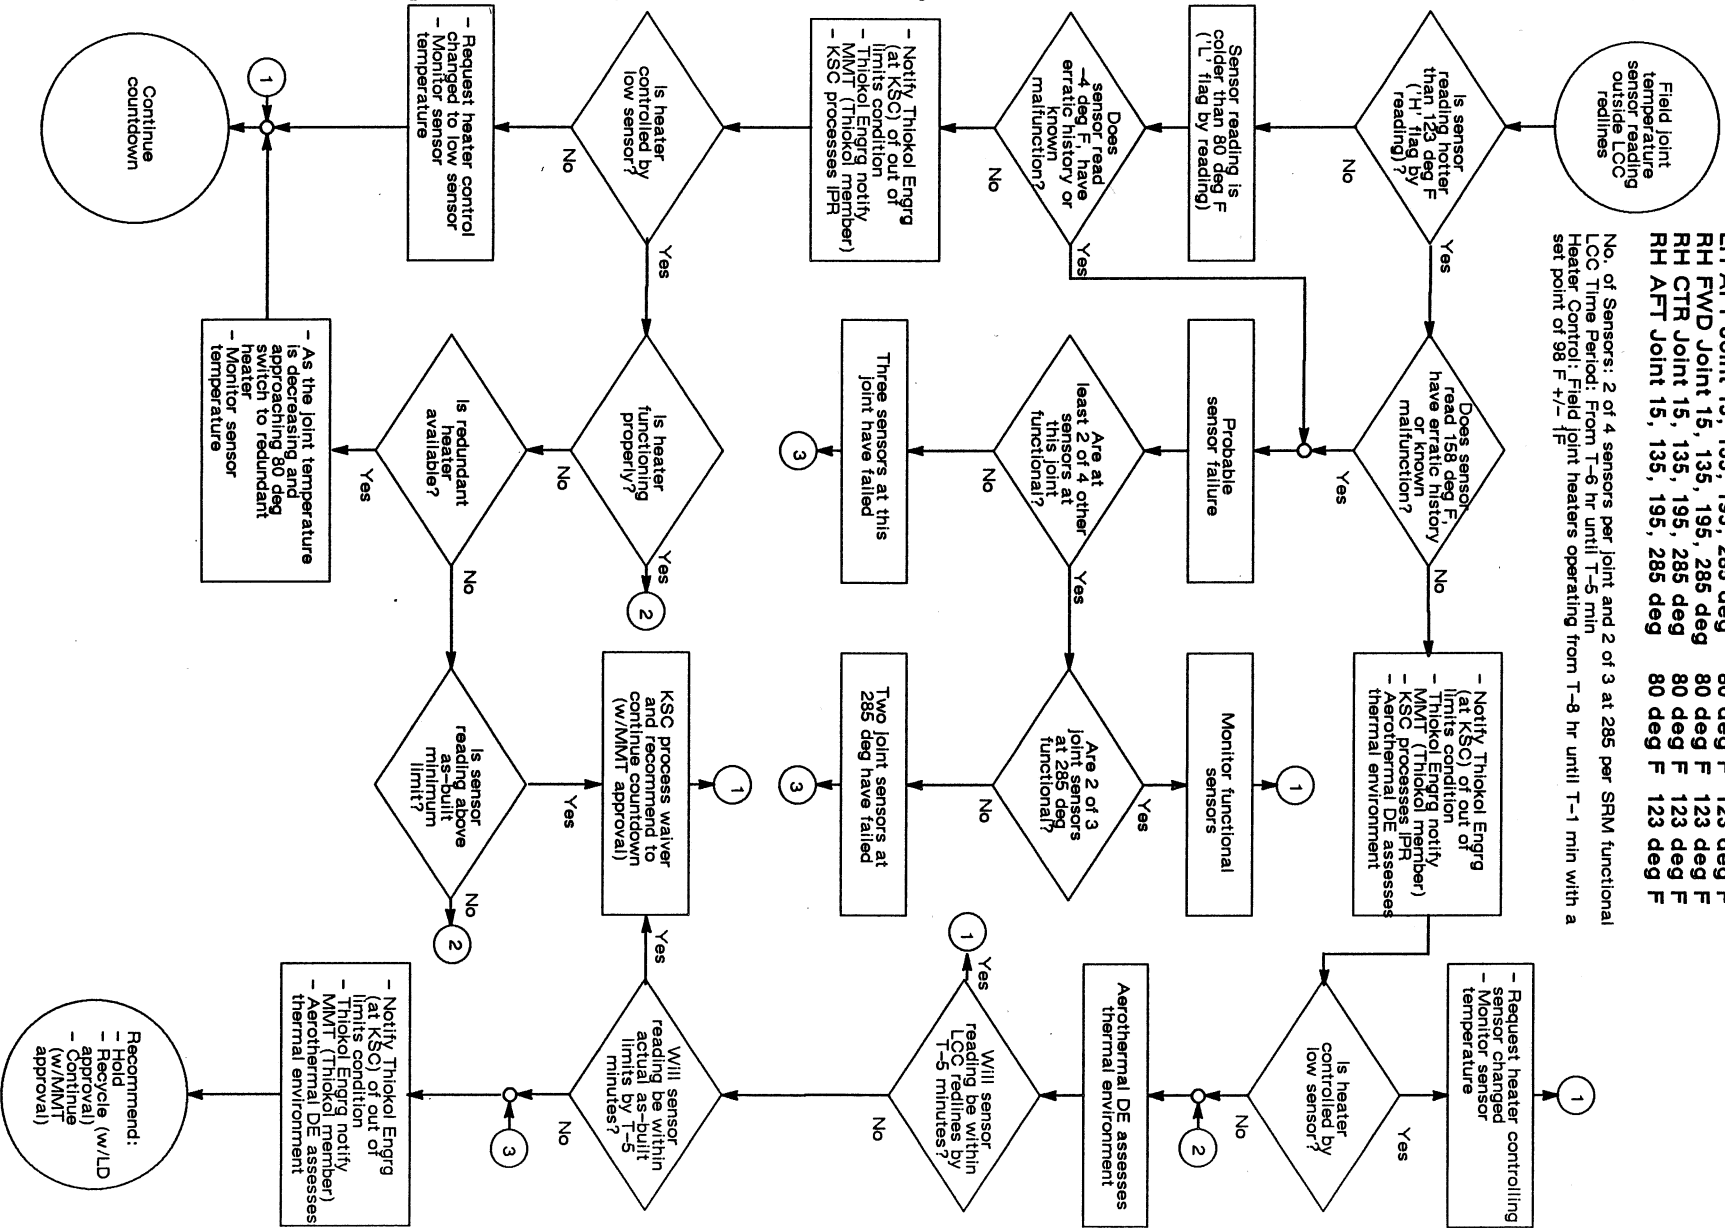 RH FWD Joint 15, 135, 195, 285 deg 80 deg F 123 deg F
RH CTR Joint 15, 135, 195, 285 deg 80 deg F 123 deg F
RH AFT Joint 15, 135, 195, 285 deg 80 deg F 123 deg F
No. of Sensors: 2 of 4 sensors per joint and 2 of 3 at 285 per SRM functional
LCC Time Period: From T-6 hr until T-5 min
Heater Control: Field joint heaters operating from T-8 hr until T-1 min with a
set point of 98 F +/- 1F
Field joint
temperature
sensor reading
outside LCC
redlines
Is sensor
reading hotter
than 123 deg F
('H' flag by
reading)?
Yes
No
Does sensor
read 158 deg F,
have erratic history
or known
malfunction?
No
Yes
- Notify Thiokol Engrg
(at KSC) of out of
limits condition
- Thiokol Engrg notify
MMT (Thiokol member)
- KSC processes IPR
- Aerothermal DE assesses
thermal environment
1
- Request heater controlling
sensor changed
- Monitor sensor
temperature
Yes
Is heater
controlled by
low sensor?
No
2
Sensor reading is
colder than 80 deg F
('L' flag by reading)
Probable
sensor failure
1
Monitor functional
sensors
Aerothermal DE assesses
thermal environment
Does
sensor read
-4 deg F, have
erratic history or
known
malfunction?
Yes
No
Are at
least 2 of 4 other
sensors at
this joint
functional?
Yes
No
Yes
Are 2 of 3
joint sensors
at 285 deg
functional?
No
1
Yes
Will sensor
reading be within
LCC redlines by
T-5 minutes?
No
- Notify Thiokol Engrg
(at KSC) of out of
limits condition
- Thiokol Engrg notify
MMT (Thiokol member)
- KSC processes IPR
Three sensors at this
joint have failed
3
Two joint sensors at
285 deg have failed
3
Is heater
controlled by
low sensor?
Yes
No
Is heater
functioning
properly?
Yes
2
No
1
KSC process waiver
and recommend to
continue countdown
(w/MMT approval)
Yes
Will sensor
reading be within
actual as-built
limits by T-5
minutes?
No
3
- Request heater control
changed to low sensor
- Monitor sensor
temperature
Is redundant
heater
available?
No
Yes
Yes
Is sensor
reading above
as-built
minimum
limit?
No
2
- Notify Thiokol Engrg
(at KSC) of out of
limits condition
- Thiokol Engrg notify
MMT (Thiokol member)
- Aerothermal DE assesses
thermal environment
1
- As the joint temperature
is decreasing and
approaching 80 deg
switch to redundant
heater
- Monitor sensor
temperature
Continue
countdown
Recommend:
- Hold
- Recycle (w/LD
approval)
- Continue
(w/MMT
approval)